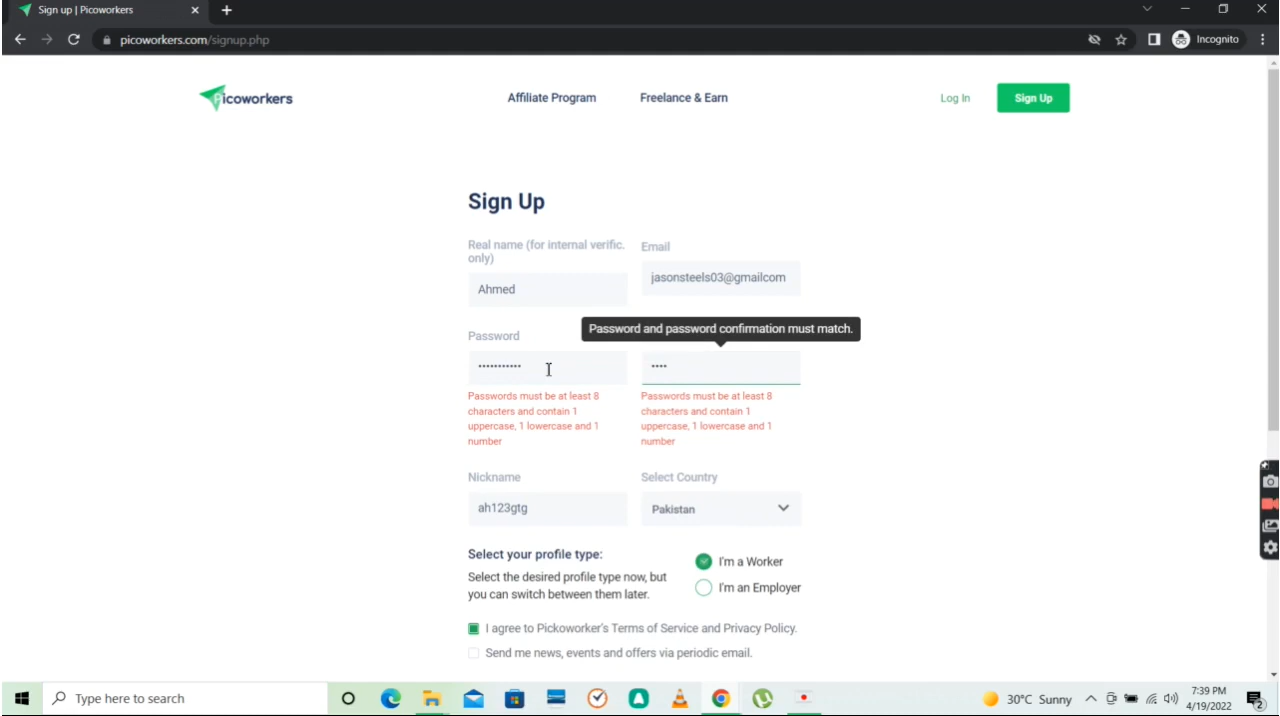 Sign up | Picoworkers
picoworkers.com/signup.php
Incognito
Picoworkers
Affiliate Program
Freelance & Earn
Log In
Sign Up
Sign Up
Real name (for internal verific.
only)
Email
Ahmed
jasonsteels03@gmailcom
Password
Password and password confirmation must match.
•••••••••••
••••
Passwords must be at least 8
characters and contain 1
uppercase, 1 lowercase and 1
number
Passwords must be at least 8
characters and contain 1
uppercase, 1 lowercase and 1
number
Nickname
Select Country
ah123gtg
Pakistan
Select your profile type:
Select the desired profile type now, but
you can switch between them later.
I'm a Worker
I'm an Employer
I agree to Pickoworker's Terms of Service and Privacy Policy.
Send me news, events and offers via periodic email.
Type here to search
30°C Sunny
7:39 PM
4/19/2022
2